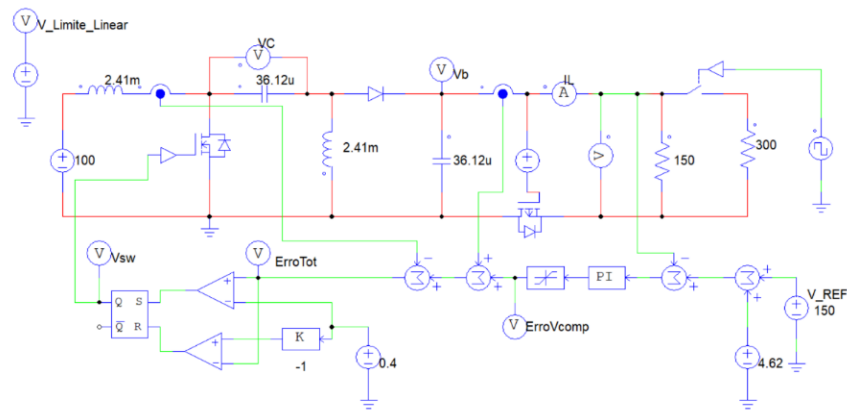 V V_Limite_Linear
V VC
2.41m
36.12u
V Vb
IL
A
100
2.41m
36.12u
V
150
300
V Vsw
V ErroTot
V ErroVcomp
PI
V_REF
150
Q S
Q R
K
-1
0.4
4.62